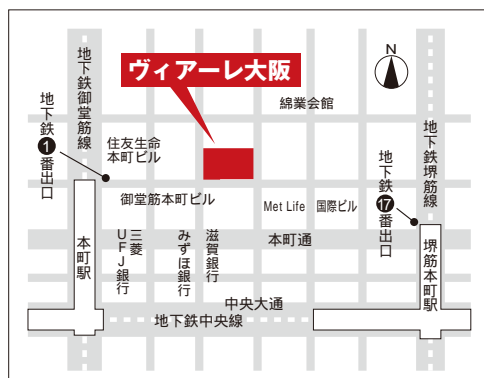 ヴィアーレ大阪
N
綿業会館
地下鉄御堂筋線
地下鉄1番出口
住友生命
本町ビル
御堂筋本町ビル
Met Life 国際ビル
地下鉄17番出口
地下鉄堺筋線
本町通
本町駅
三菱
UFJ銀行
みずほ銀行
滋賀銀行
堺筋本町駅
中央大通
地下鉄中央線